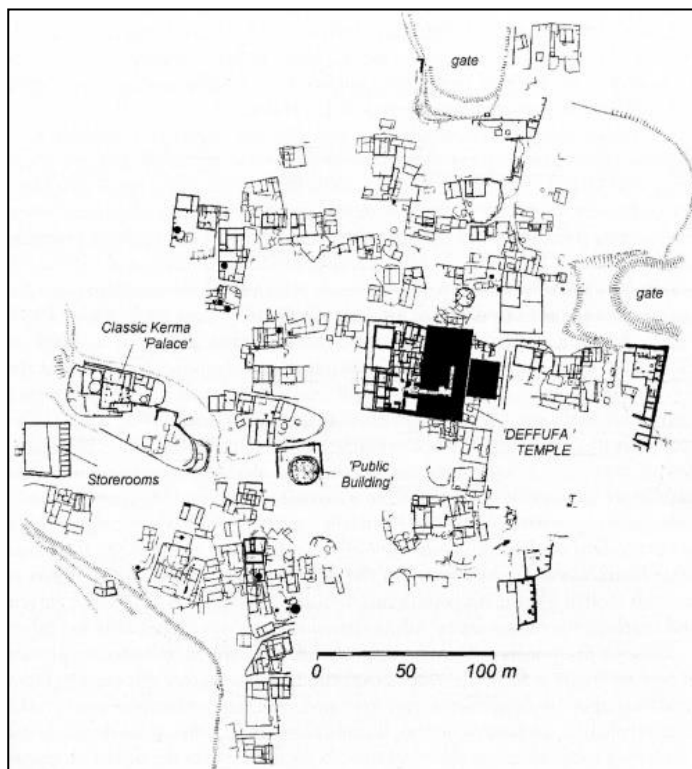 gate
gate
Classic Kerma
'Palace'
'DEFFUFA'
TEMPLE
'Public
Building'
Storerooms
0 50 100 m